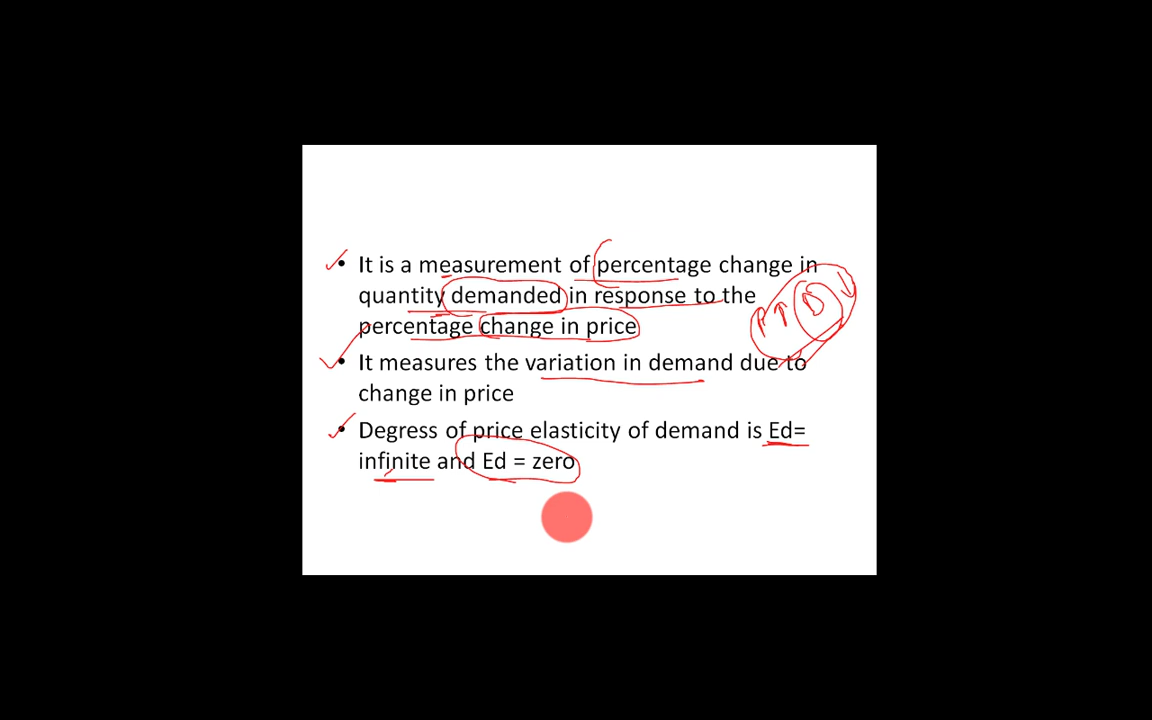 • It is a measurement of percentage change in
quantity demanded in response to the
percentage change in price
P↑ D↓
• It measures the variation in demand due to
change in price
• Degress of price elasticity of demand is Ed=
infinite and Ed = zero